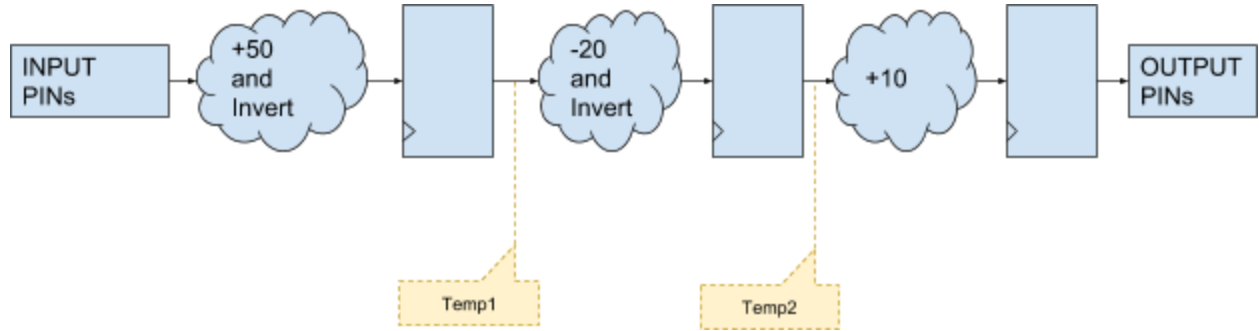 INPUT
PINs
+50
and
Invert
-20
and
Invert
+10
OUTPUT
PINs
Temp1
Temp2